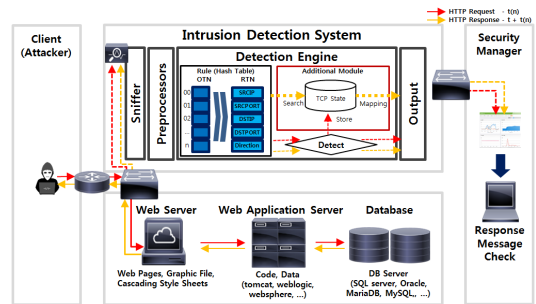 HTTP Request - t(n)
HTTP Response - t + t(n)
Client
(Attacker)
Intrusion Detection System
Security
Manager
Sniffer
Preprocessors
Detection Engine
Rule (Hash Table)
OTN
RTN
00
01
02
...
n
SRCIP
SRCPORT
DSTIP
DSTPORT
Direction
Additional Module
TCP State
Search
Mapping
Store
Detect
Output
Web Server
Web Pages, Graphic File,
Cascading Style Sheets
Web Application Server
Code, Data
(tomcat, weblogic,
websphere, ...)
Database
DB Server
(SQL server, Oracle,
MariaDB, MySQL,, ...)
Response
Message
Check